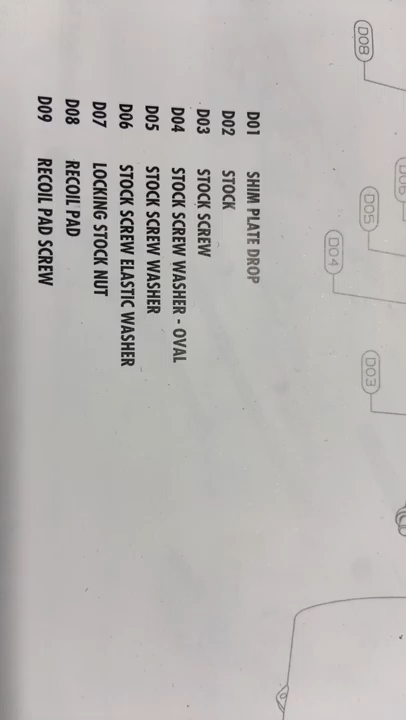 D01 SHIM PLATE DROP
D02 STOCK
D03 STOCK SCREW
D04 STOCK SCREW WASHER - OVAL
D05 STOCK SCREW WASHER
D06 STOCK SCREW ELASTIC WASHER
D07 LOCKING STOCK NUT
D08 RECOIL PAD
D09 RECOIL PAD SCREW
D08
D06
D05
D04
D03